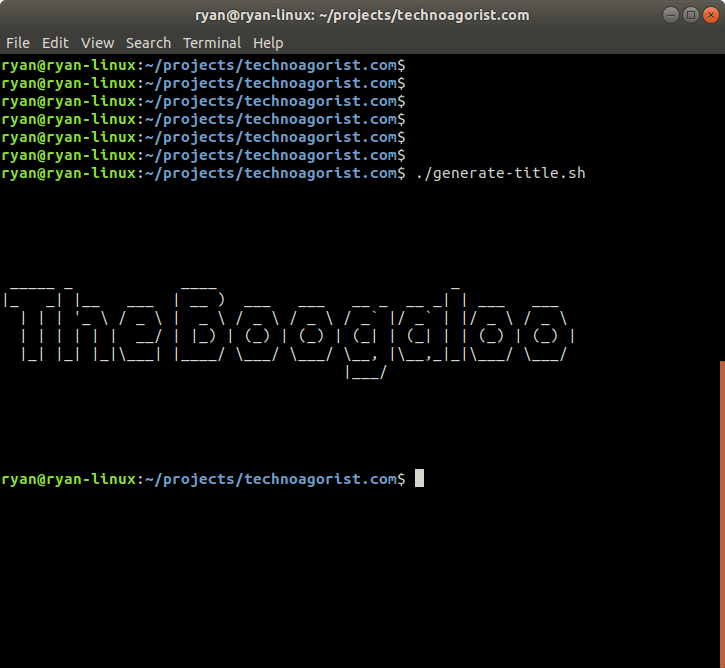 ryan@ryan-linux: ~/projects/technoagorist.com
File Edit View Search Terminal Help
ryan@ryan-linux:~/projects/technoagorist.com$
ryan@ryan-linux:~/projects/technoagorist.com$
ryan@ryan-linux:~/projects/technoagorist.com$
ryan@ryan-linux:~/projects/technoagorist.com$
ryan@ryan-linux:~/projects/technoagorist.com$
ryan@ryan-linux:~/projects/technoagorist.com$
ryan@ryan-linux:~/projects/technoagorist.com$ ./generate-title.sh
The Boogaloo
ryan@ryan-linux:~/projects/technoagorist.com$